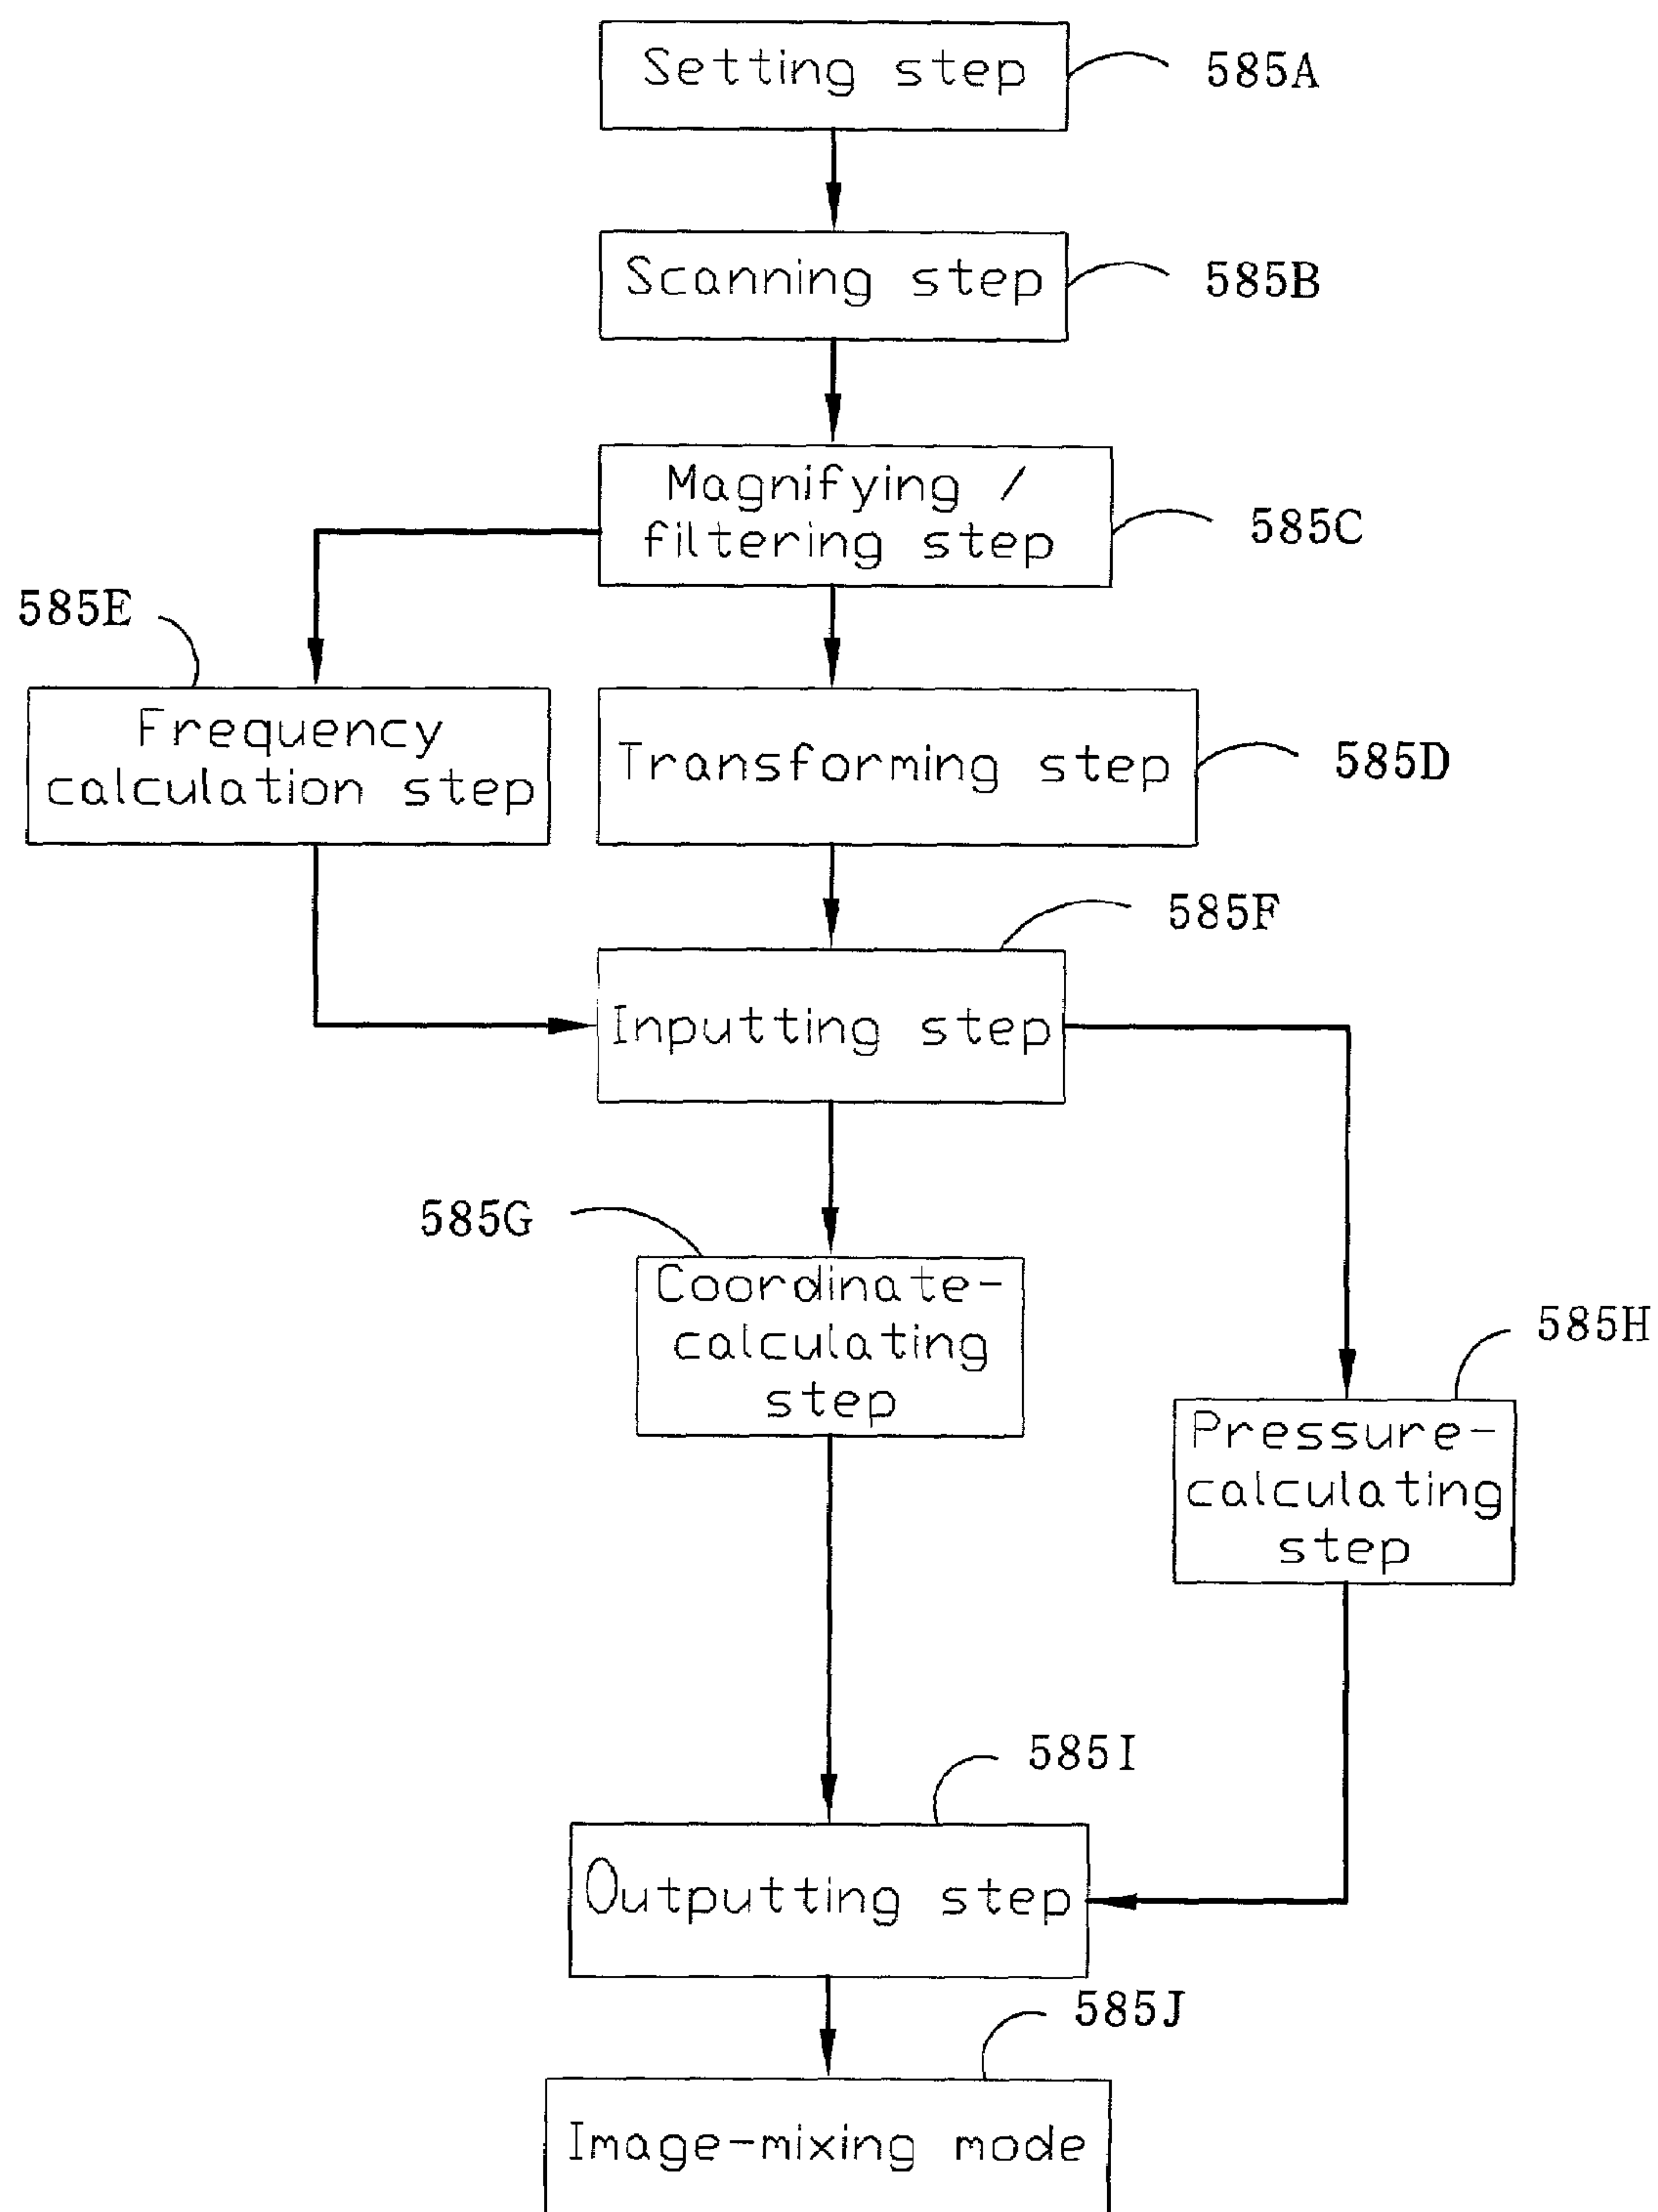 Setting step
585A
Scanning step
585B
Magnifying /
filtering step
585C
585E
Frequency
calculation step
Transforming step
585D
585F
Inputting step
585G
Coordinate-
calculating
step
585H
Pressure-
calculating
step
585I
Outputting step
585J
Image-mixing mode